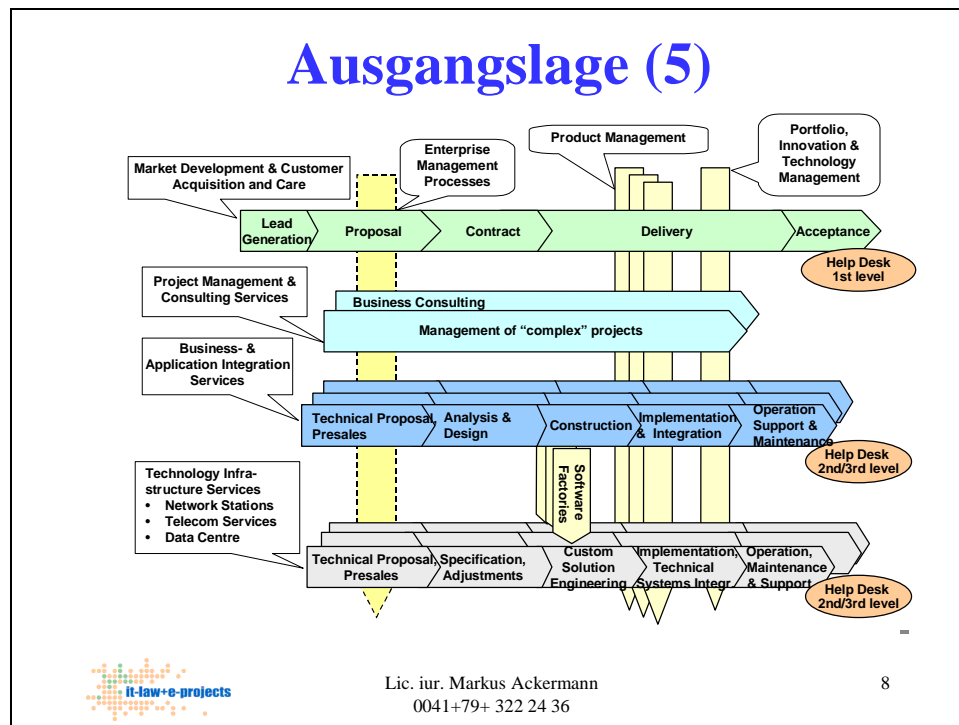 Ausgangslage (5)
Market Development & Customer
Acquisition and Care
Enterprise
Management
Processes
Product Management
Portfolio,
Innovation &
Technology
Management
Lead
Generation
Proposal
Contract
Delivery
Acceptance
Help Desk
1st level
Project Management &
Consulting Services
Business Consulting
Management of “complex” projects
Business- &
Application Integration
Services
Technical Proposal,
Presales
Analysis &
Design
Construction
Implementation
& Integration
Operation
Support &
Maintenance
Help Desk
2nd/3rd level
Software
Factories
Technology Infra-
structure Services
• Network Stations
• Telecom Services
• Data Centre
Technical Proposal,
Presales
Specification,
Adjustments
Custom
Solution
Engineering
Implementation,
Technical
Systems Integr.
Operation,
Maintenance
& Support
Help Desk
2nd/3rd level
it-law+e-projects
Lic. iur. Markus Ackermann
0041+79+ 322 24 36
8